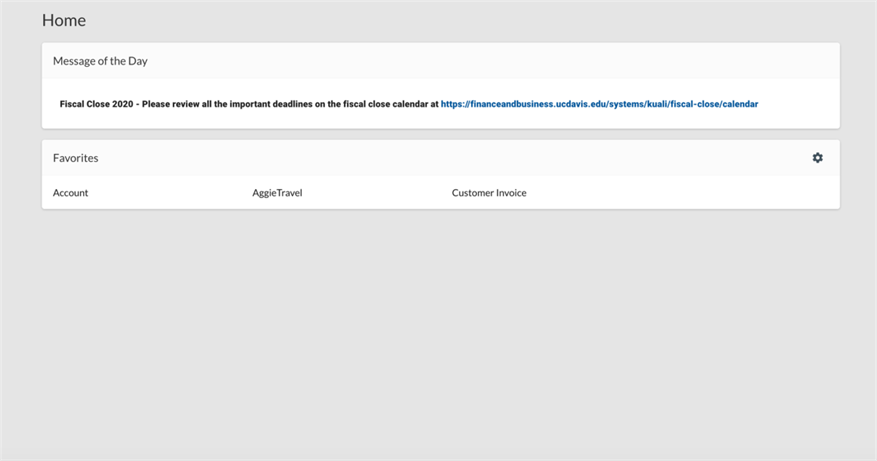 Home
Message of the Day
Fiscal Close 2020 - Please review all the important deadlines on the fiscal close calendar at https://financeandbusiness.ucdavis.edu/systems/kuali/fiscal-close/calendar
Favorites
Account AggieTravel Customer Invoice